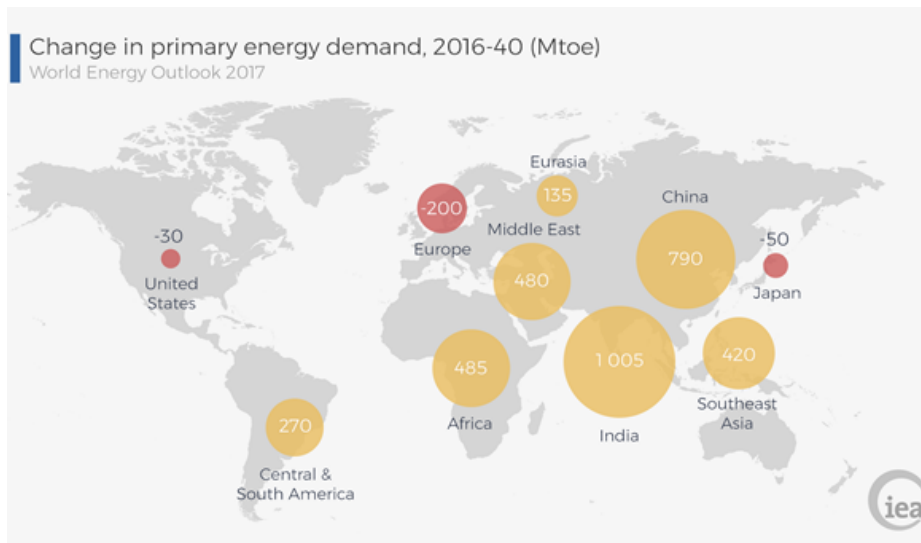 Change in primary energy demand, 2016-40 (Mtoe)
World Energy Outlook 2017
Eurasia
135
China
790
-200
Europe
Middle East
480
-30
United
States
-50
Japan
485
Africa
1 005
India
420
Southeast
Asia
270
Central &
South America
iea